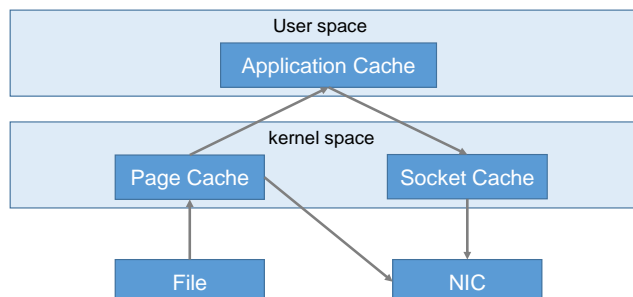 User space
Application Cache
kernel space
Page Cache
Socket Cache
File
NIC